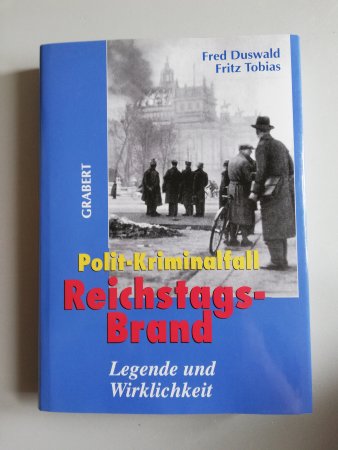 Fred Duswald
Fritz Tobias
GRABERT
Polit-Kriminalfall
Reichstags-
Brand
Legende und
Wirklichkeit